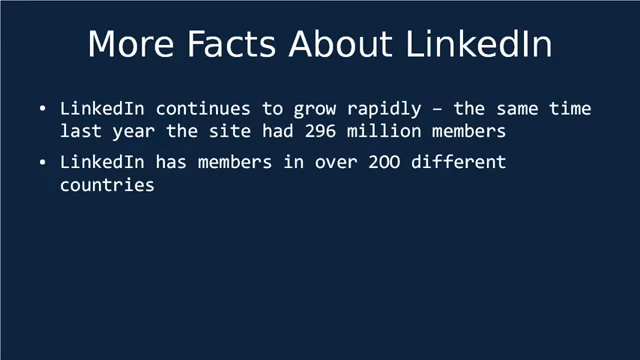 More Facts About LinkedIn
• LinkedIn continues to grow rapidly – the same time
last year the site had 296 million members
• LinkedIn has members in over 200 different
countries